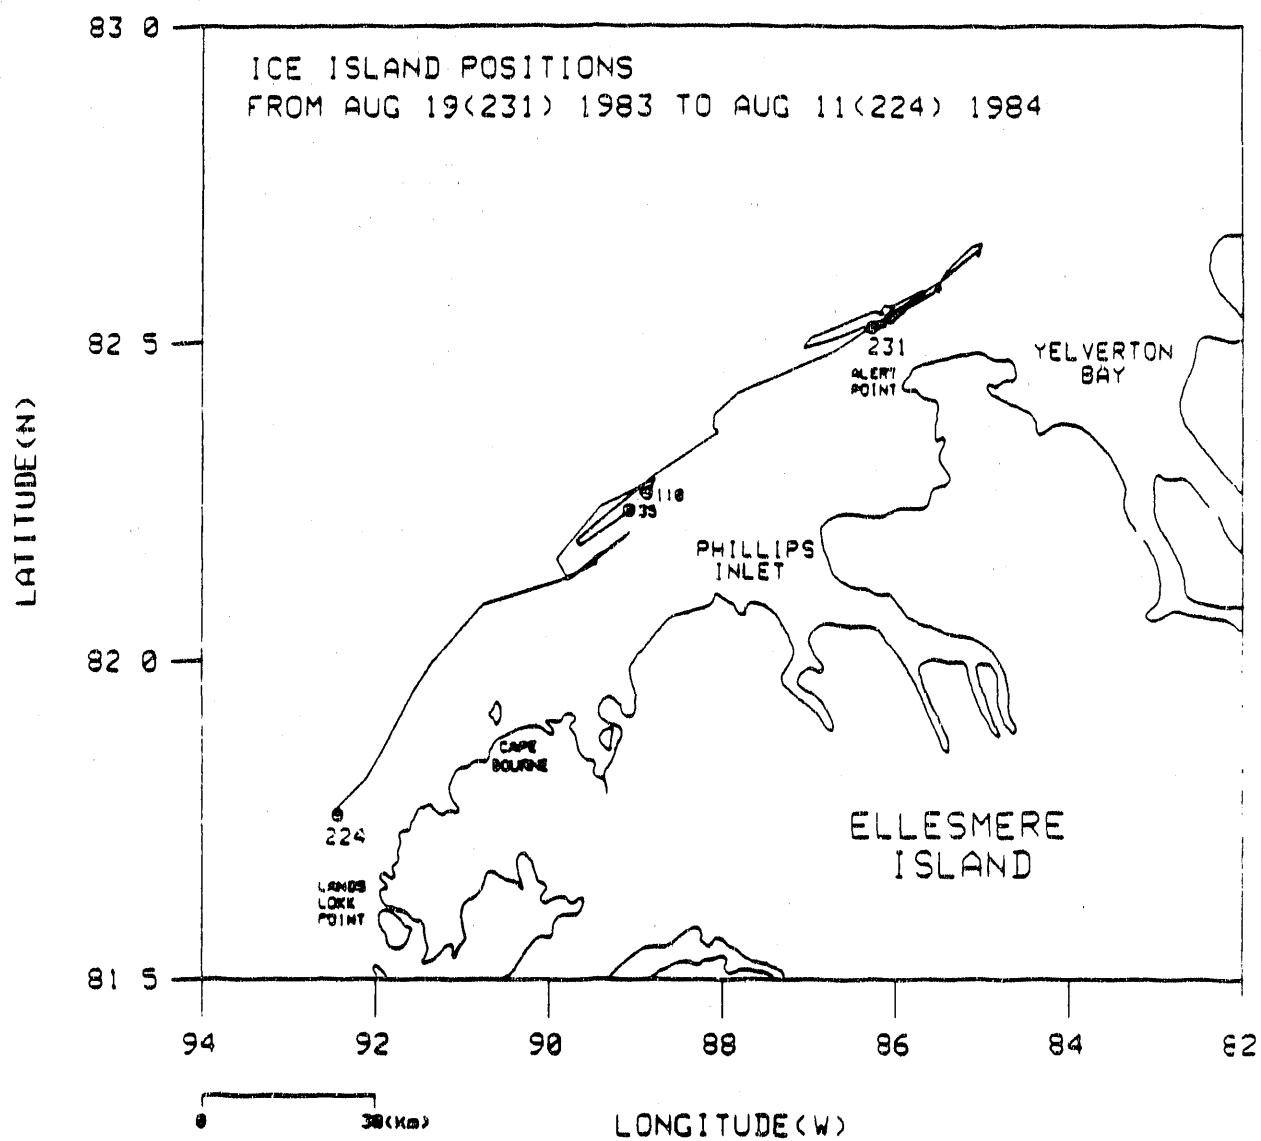 83 0
ICE ISLAND POSITIONS
FROM AUG 19(231) 1983 TO AUG 11(224) 1984
82 5
231
YELVERTON
BAY
ALERT
POINT
110
35
PHILLIPS
INLET
LATITUDE(N)
82 0
CAPE
BOURNE
224
ELLESMERE
ISLAND
LANDS
LOKK
POINT
81 5
94 92 90 88 86 84 82
0 30(Km)
LONGITUDE(W)